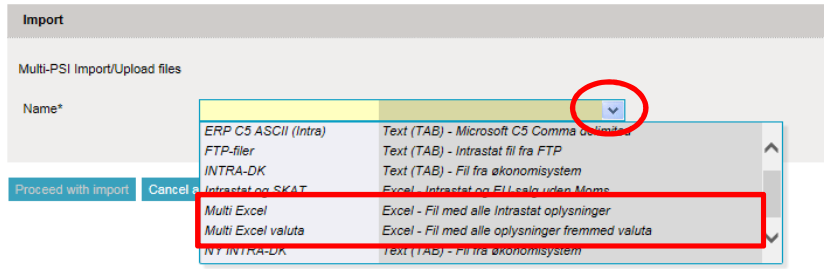 Import
Multi-PSI Import/Upload files
Name*
ERP C5 ASCII (Intra) Text (TAB) - Microsoft C5 Comma delimited
FTP-filer Text (TAB) - Intrastat fil fra FTP
INTRA-DK Text (TAB) - Fil fra økonomisystem
Proceed with import Cancel a Intrastat og SKAT Excel - Intrastat og EU-salg uden Moms
Multi Excel Excel - Fil med alle Intrastat oplysninger
Multi Excel valuta Excel - Fil med alle oplysninger fremmed valuta
NY INTRA-DK Text (TAB) - Fil fra økonomisystem